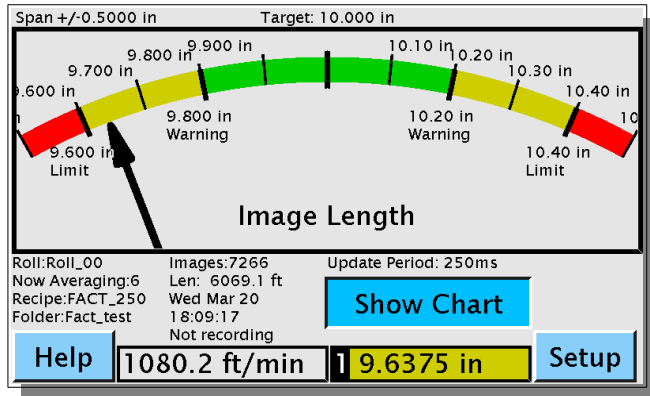 Span +/-0.5000 in Target: 10.000 in
9.900 in 10.10 in
9.800 in 10.20 in
9.700 in 10.30 in
.600 in 10.40 in
n 10
9.800 in 10.20 in
Warning Warning
9.600 in 10.40 in
Limit Limit
Image Length
Roll:Roll_00 Images:7266 Update Period: 250ms
Now Averaging:6 Len: 6069.1 ft
Recipe:FACT_250 Wed Mar 20
Folder:Fact_test 18:09:17
Show Chart
Not recording
Help 1080.2 ft/min 1 9.6375 in Setup